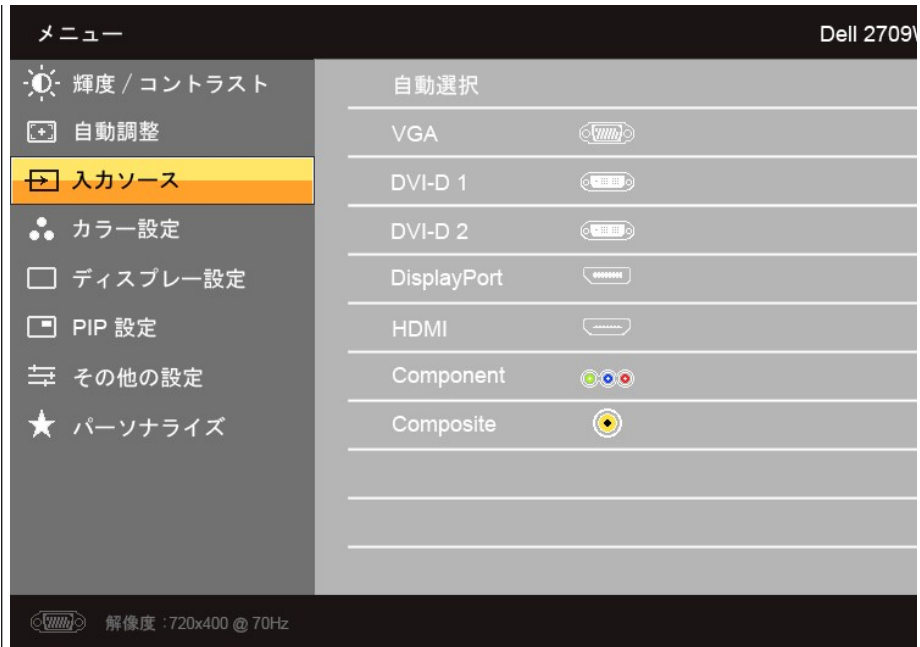 メニュー
Dell 2709W
輝度 / コントラスト
自動調整
入力ソース
カラー設定
ディスプレー設定
PIP 設定
その他の設定
パーソナライズ
自動選択
VGA
DVI-D 1
DVI-D 2
DisplayPort
HDMI
Component
Composite
解像度 :720x400 @ 70Hz